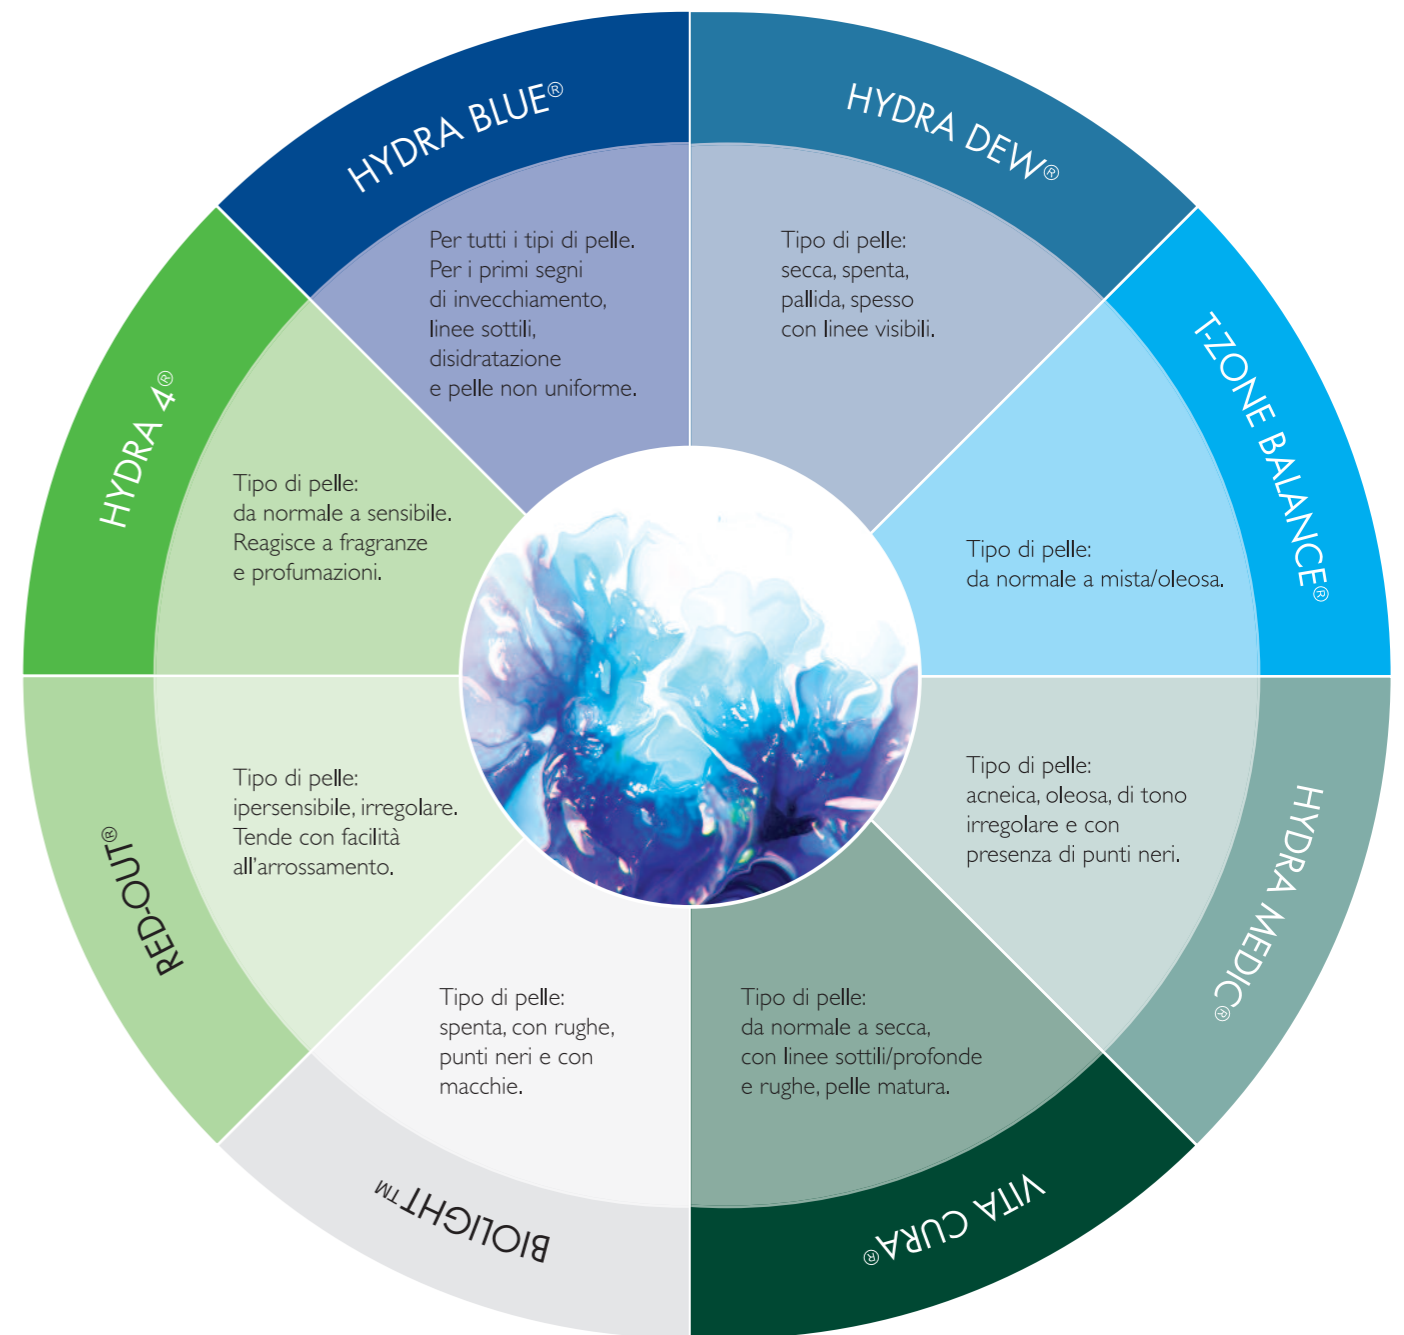 HYDRA BLUE®
Per tutti i tipi di pelle.
Per i primi segni
di invecchiamento,
linee sottili,
disidratazione
e pelle non uniforme.
HYDRA DEW®
Tipo di pelle:
secca, spenta,
pallida, spesso
con linee visibili.
T-ZONE BALANCE®
Tipo di pelle:
da normale a mista/oleosa.
HYDRA MEDIC®
Tipo di pelle:
acneica, oleosa, di tono
irregolare e con
presenza di punti neri.
VITA CURA®
Tipo di pelle:
da normale a secca,
con linee sottili/profonde
e rughe, pelle matura.
BIOLIGHT™
Tipo di pelle:
spenta, con rughe,
punti neri e con
macchie.
RED-OUT®
Tipo di pelle:
ipersensibile, irregolare.
Tende con facilità
all'arrossamento.
HYDRA 4®
Tipo di pelle:
da normale a sensibile.
Reagisce a fragranze
e profumazioni.